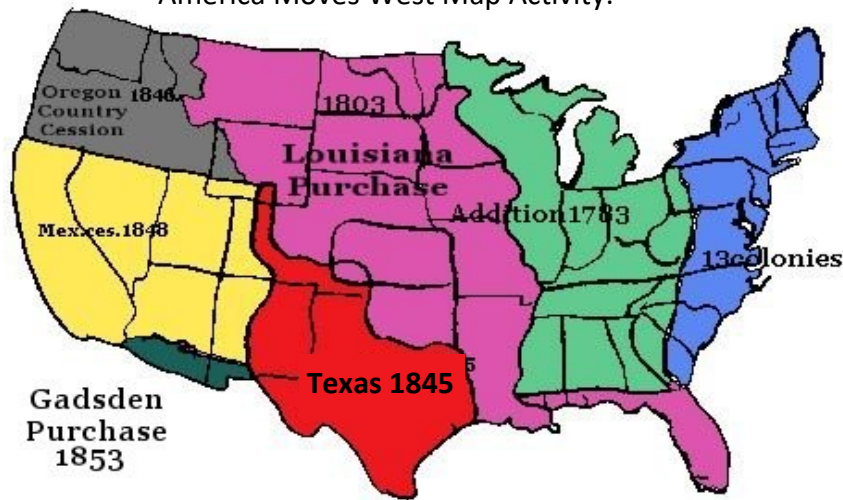 America Moves West Map Activity:
Oregon 1846
Country
Cession
1803
Louisiana
Purchase
Addition 1783
Mex.ces.1848
13colonies
Texas 1845
5
Gadsden
Purchase
1853